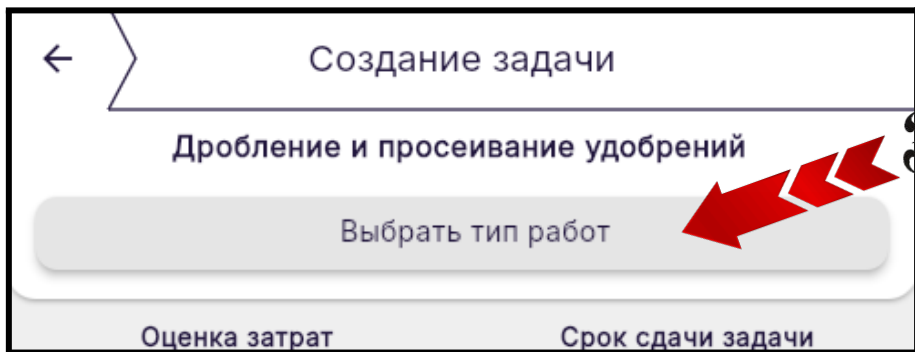 Создание задачи
Дробление и просеивание удобрений
Выбрать тип работ
Оценка затрат Срок сдачи задачи